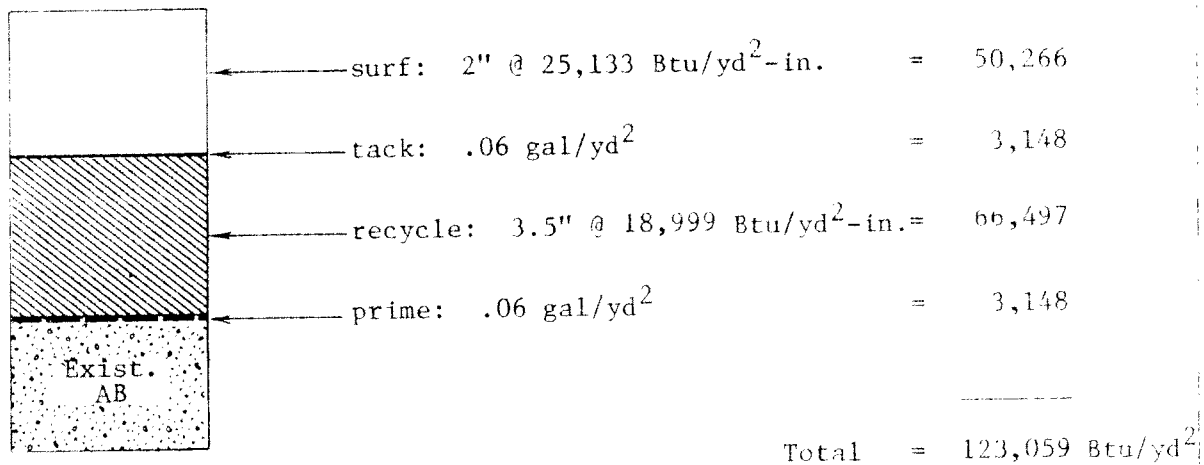 surf: 2" @ 25,133 Btu/yd²-in. = 50,266
tack: .06 gal/yd² = 3,148
recycle: 3.5" @ 18,999 Btu/yd²-in.= 66,497
prime: .06 gal/yd² = 3,148
Exist.
AB
Total = 123,059 Btu/yd²